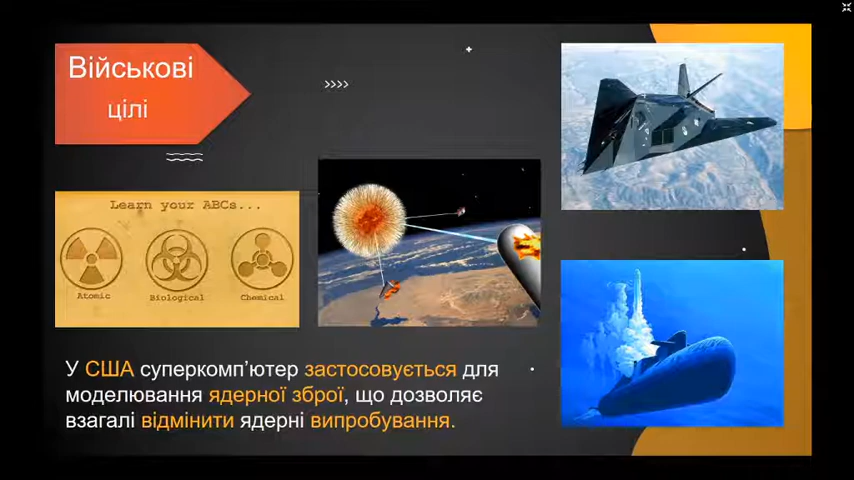 Військові
цілі
>>>>
Learn your ABCs...
Atomic
Biological
Chemical
У США суперкомп’ютер застосовується для
моделювання ядерної зброї, що дозволяє
взагалі відмінити ядерні випробування.